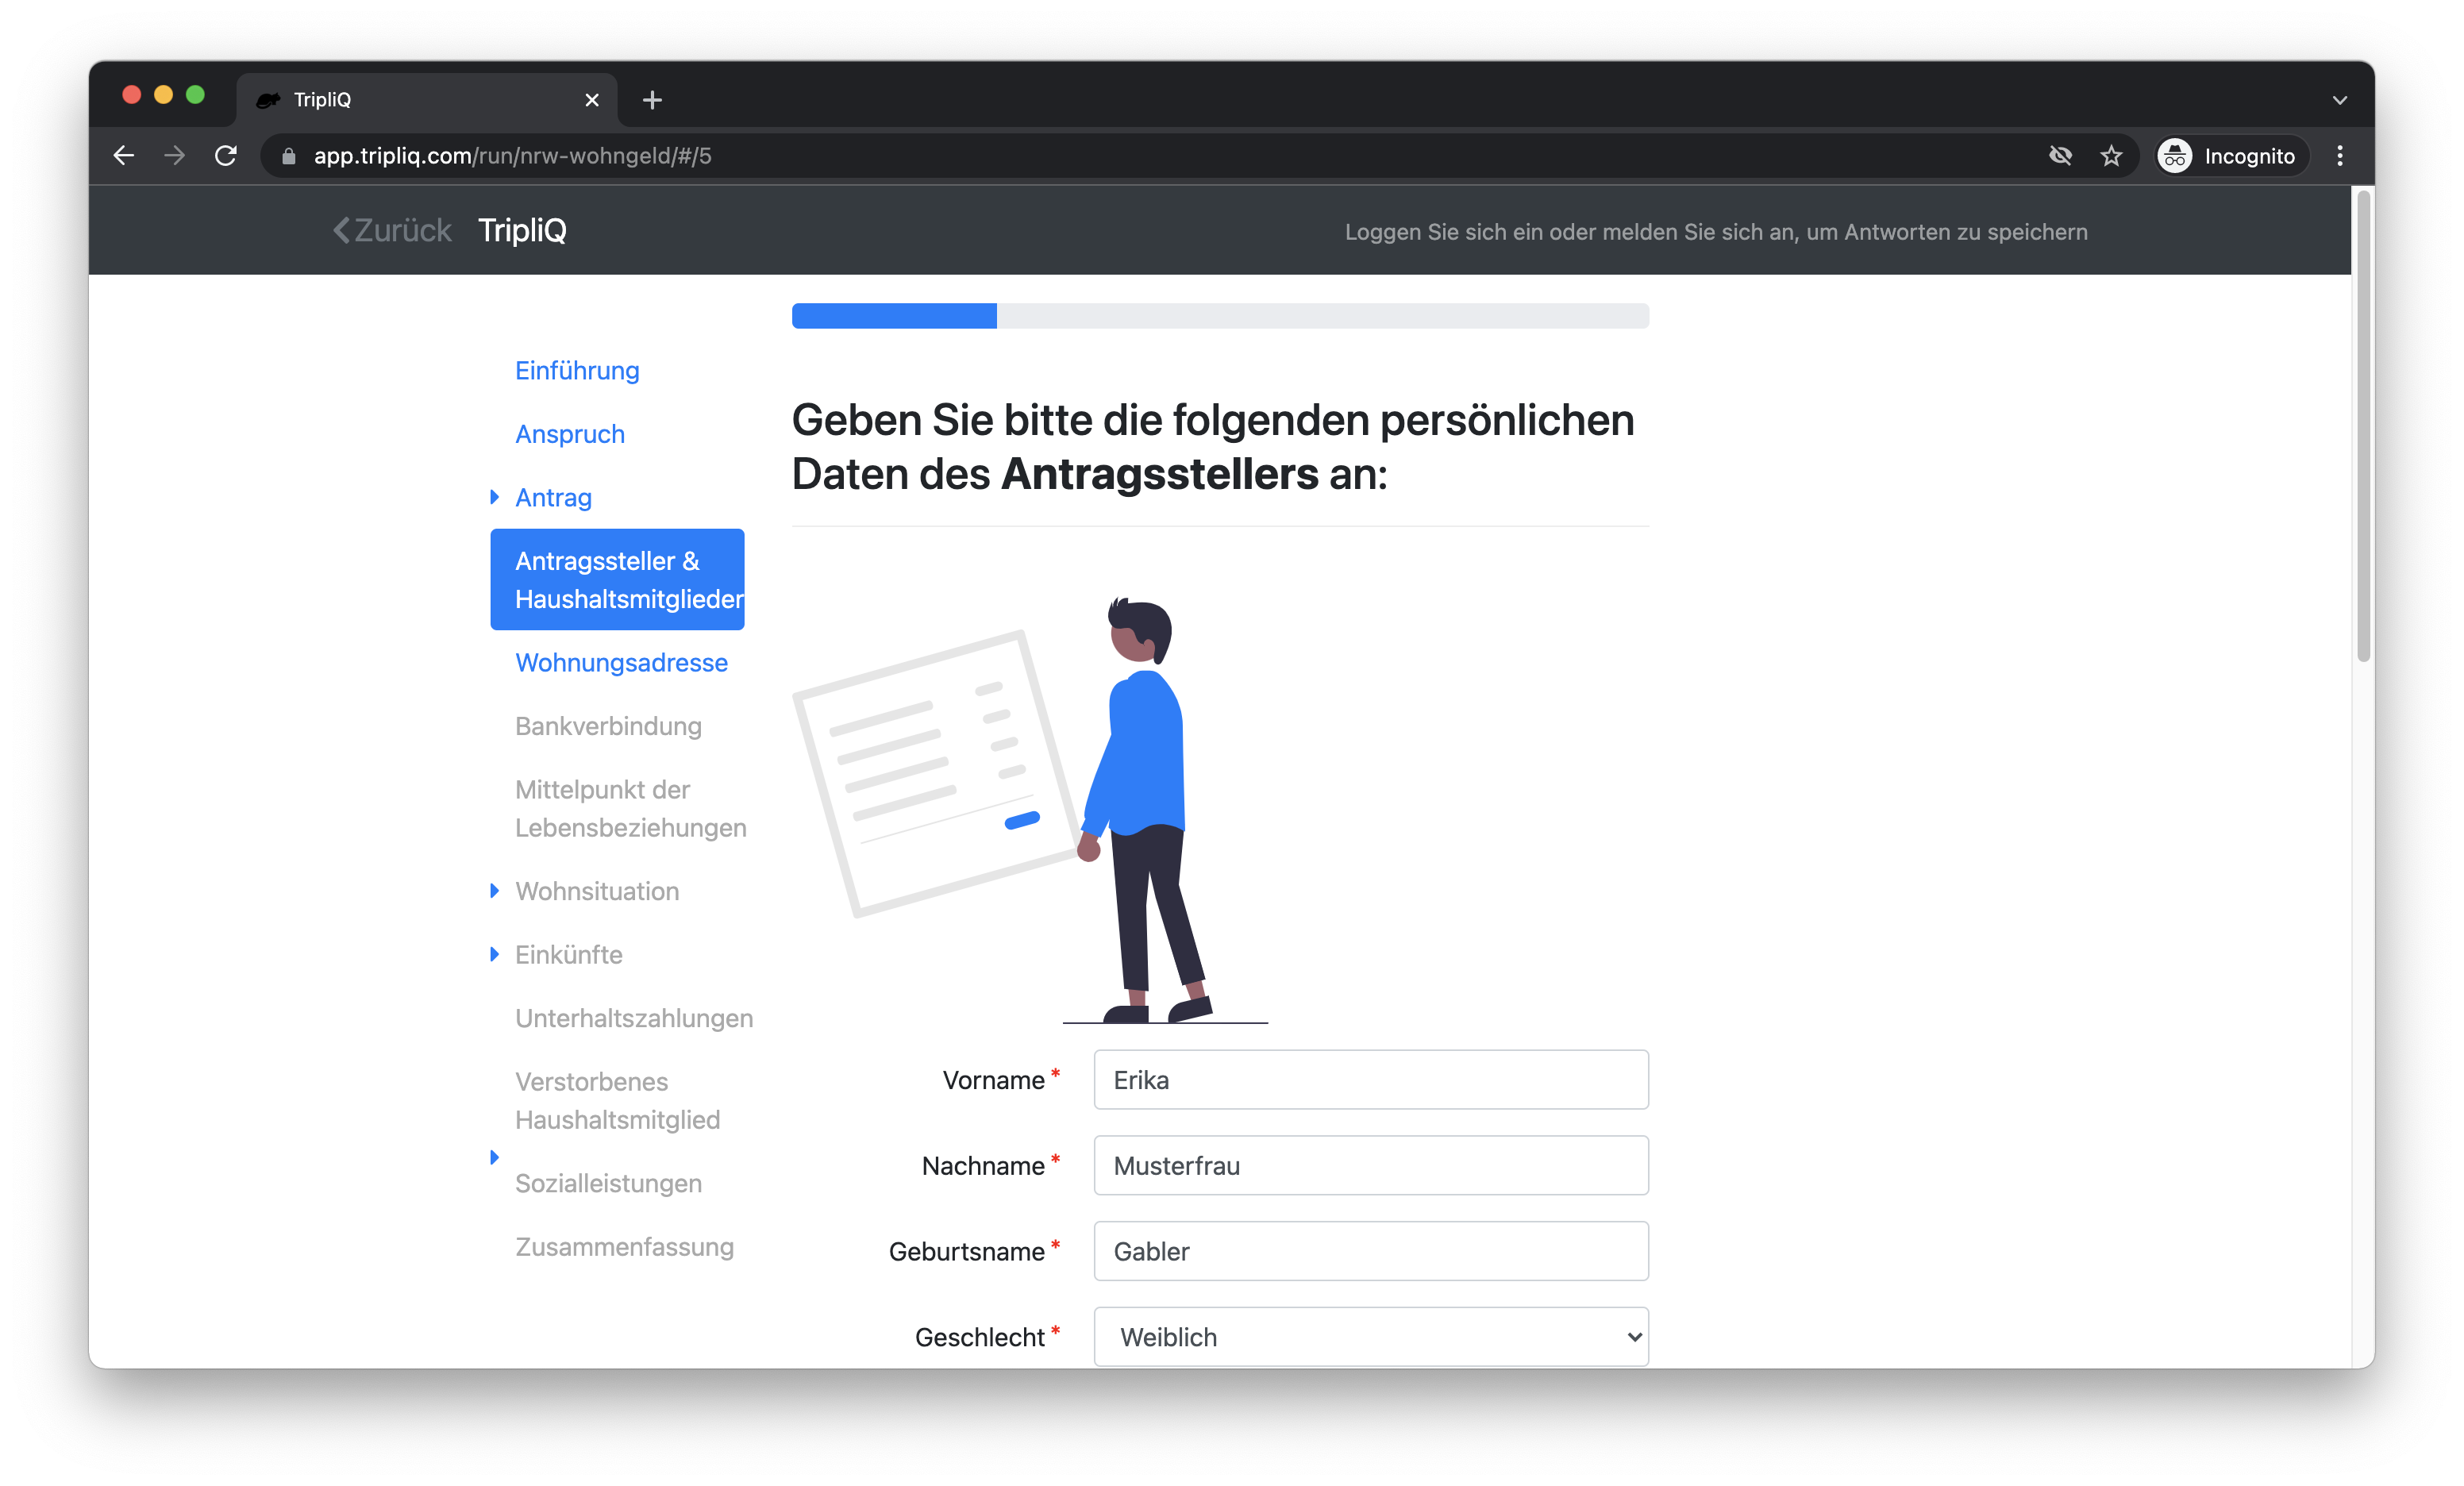 TripliQ
app.tripliq.com/run/nrw-wohngeld/#/5
Incognito
Zurück TripliQ
Loggen Sie sich ein oder melden Sie sich an, um Antworten zu speichern
Einführung
Anspruch
Antrag
Antragssteller &
Haushaltsmitglieder
Wohnungsadresse
Bankverbindung
Mittelpunkt der
Lebensbeziehungen
Wohnsituation
Einkünfte
Unterhaltszahlungen
Verstorbenes
Haushaltsmitglied
Sozialleistungen
Zusammenfassung
Geben Sie bitte die folgenden persönlichen
Daten des Antragsstellers an:
Vorname * Erika
Nachname * Musterfrau
Geburtsname * Gabler
Geschlecht * Weiblich